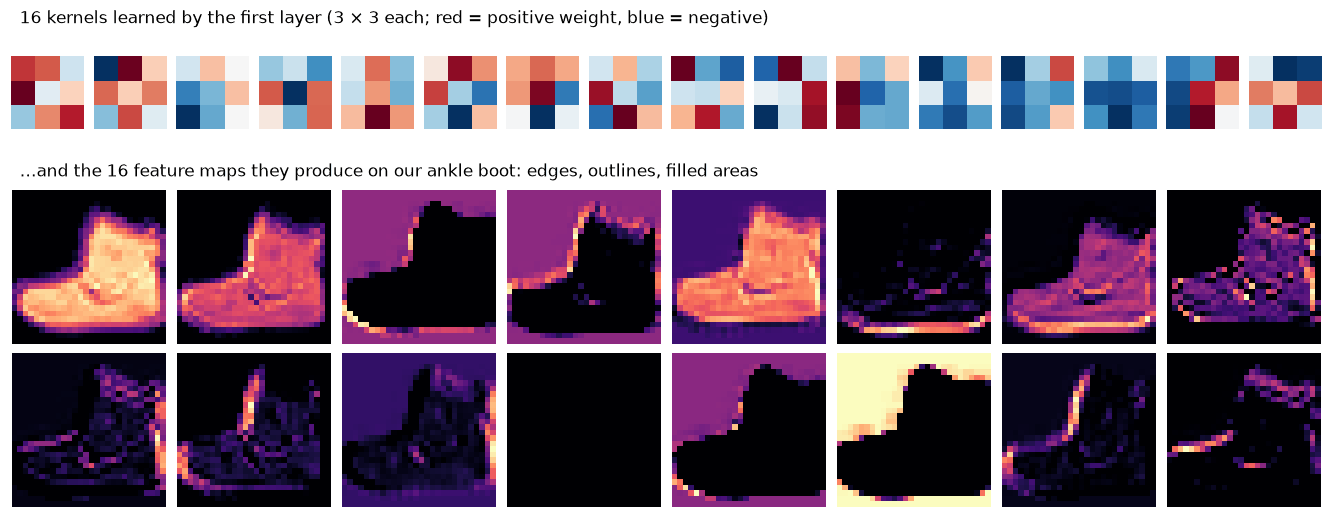 16 kernels learned by the first layer (3 × 3 each; red = positive weight, blue = negative)
…and the 16 feature maps they produce on our ankle boot: edges, outlines, filled areas